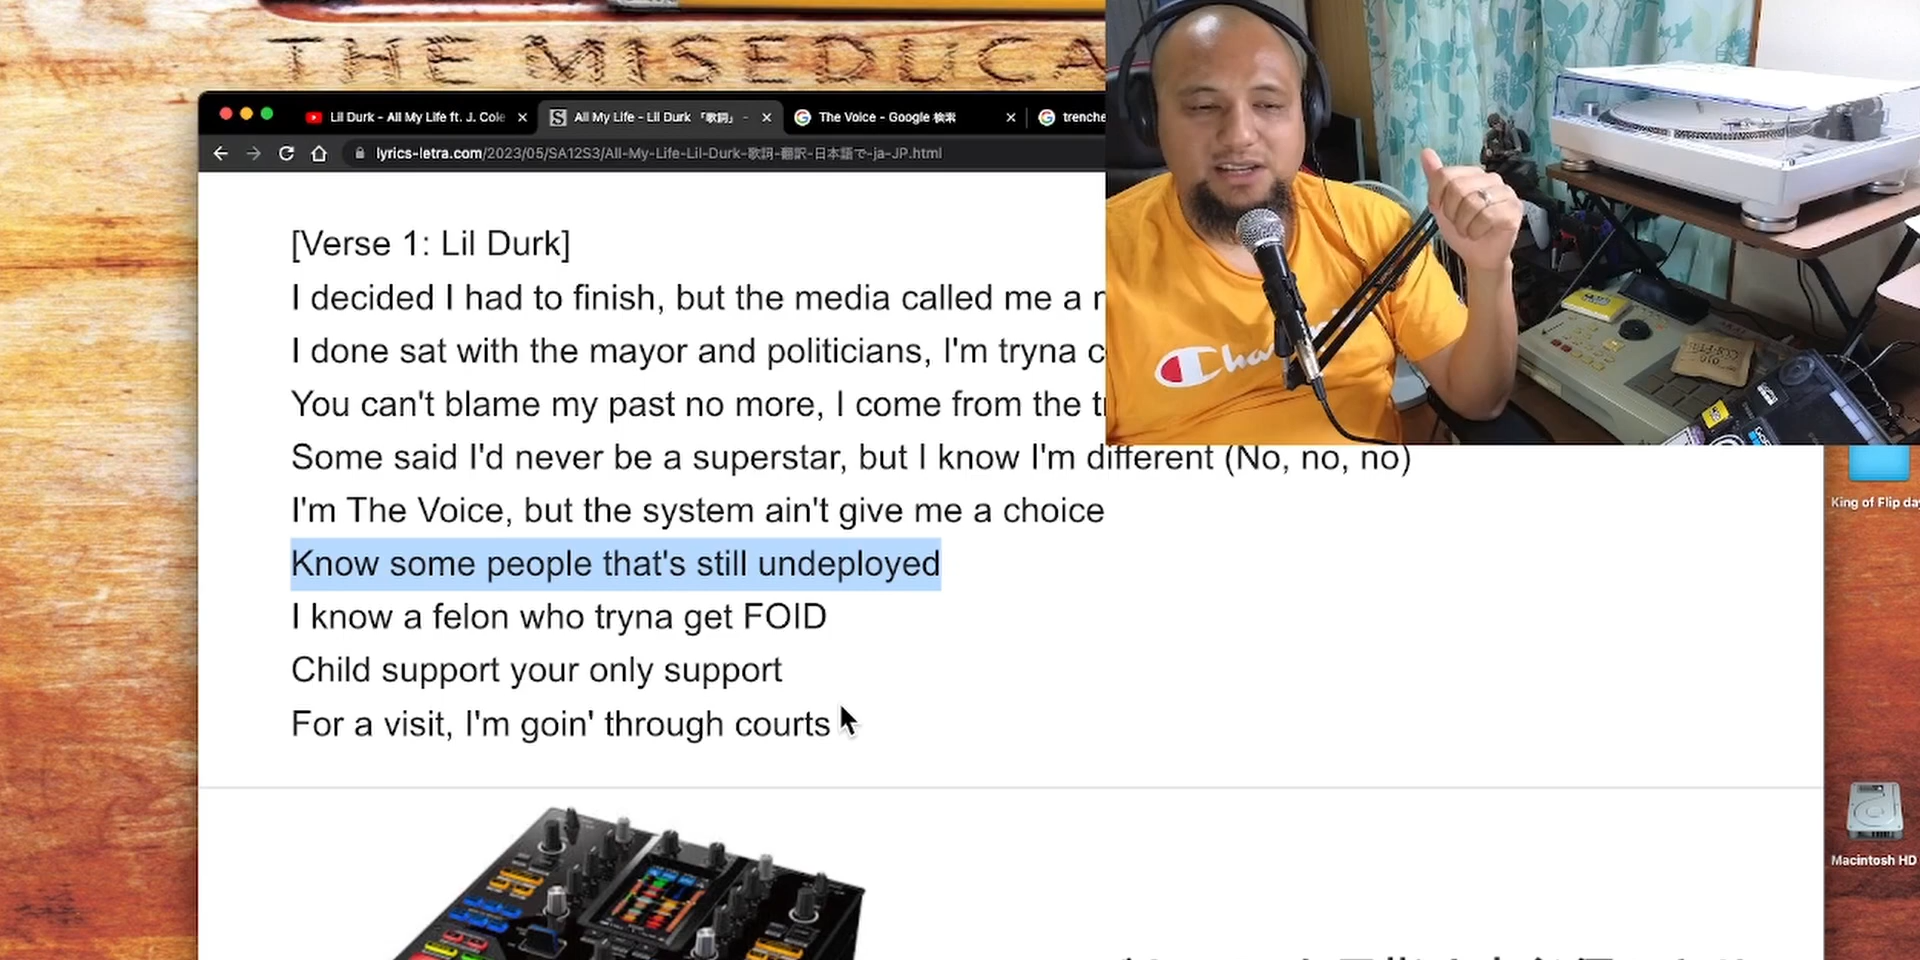 THE MISEDUCA
Lil Durk - All My Life ft. J. Cole
All My Life - Lil Durk 「歌詞」 -
The Voice - Google 検索
trenche
lyrics-letra.com/2023/05/SA12S3/All-My-Life-Lil-Durk-歌詞-翻訳-日本語で-ja-JP.html
[Verse 1: Lil Durk]
I decided I had to finish, but the media called me a
I done sat with the mayor and politicians, I'm tryna c
You can't blame my past no more, I come from the
Some said I'd never be a superstar, but I know I'm different (No, no, no)
I'm The Voice, but the system ain't give me a choice
Know some people that's still undeployed
I know a felon who tryna get FOID
Child support your only support
For a visit, I'm goin' through courts
Cha
King of Flip day
Macintosh HD